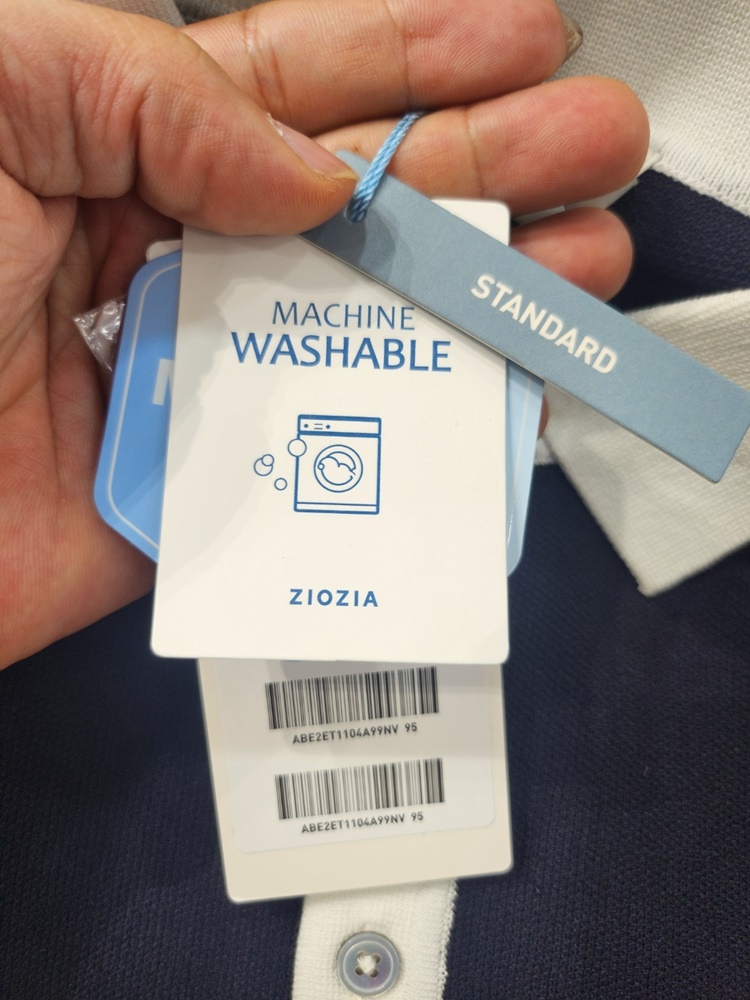 STANDARD
MACHINE
WASHABLE
ZIOZIA
ABE2ET1104A99NV 95
ABE2ET1104A99NV 95